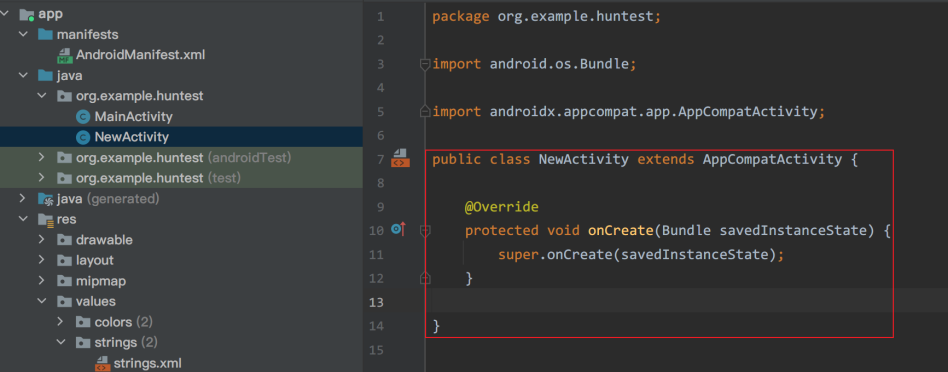 app
manifests
AndroidManifest.xml
java
org.example.huntest
MainActivity
NewActivity
org.example.huntest (androidTest)
org.example.huntest (test)
java (generated)
res
drawable
layout
mipmap
values
colors (2)
strings (2)
strings.xml
1 package org.example.huntest;
2
3 import android.os.Bundle;
4
5 import androidx.appcompat.app.AppCompatActivity;
6
7 public class NewActivity extends AppCompatActivity {
8
9 @Override
10 protected void onCreate(Bundle savedInstanceState) {
11 super.onCreate(savedInstanceState);
12 }
13
14 }
15